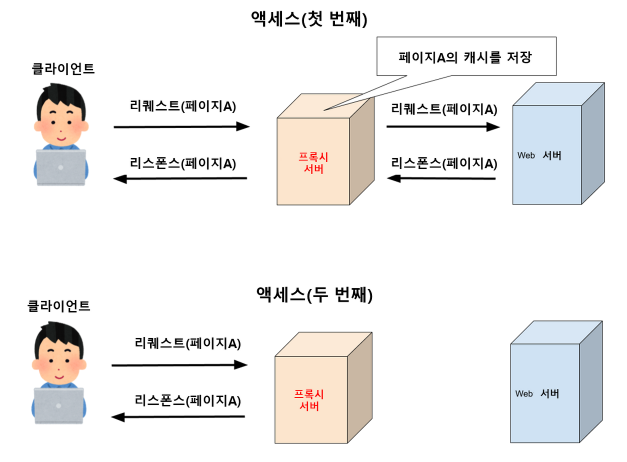 액세스(첫 번째)
페이지A의 캐시를 저장
클라이언트
리퀘스트(페이지A)
리퀘스트(페이지A)
프록시
서버
Web 서버
리스폰스(페이지A)
리스폰스(페이지A)
액세스(두 번째)
클라이언트
리퀘스트(페이지A)
프록시
서버
Web 서버
리스폰스(페이지A)